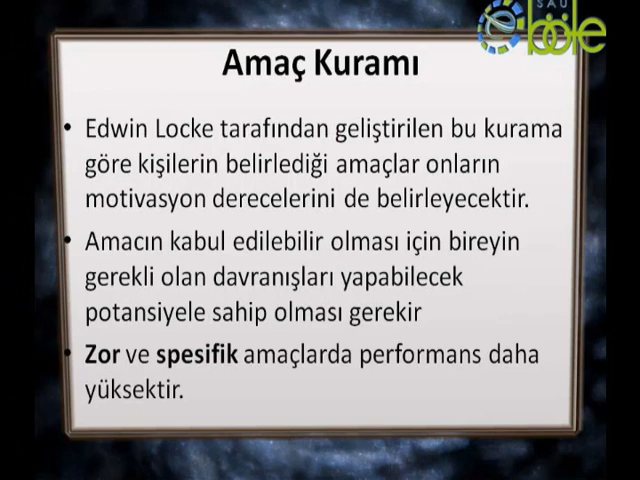 SAU
e
böte
Amaç Kuramı
• Edwin Locke tarafından geliştirilen bu kurama
göre kişilerin belirlediği amaçlar onların
motivasyon derecelerini de belirleyecektir.
• Amacın kabul edilebilir olması için bireyin
gerekli olan davranışları yapabilecek
potansiyele sahip olması gerekir
• Zor ve spesifik amaçlarda performans daha
yüksektir.